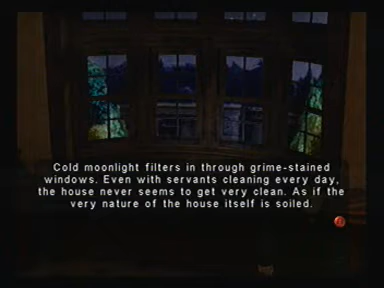 Cold moonlight filters in through grime-stained
windows. Even with servants cleaning every day,
the house never seems to get very clean. As if the
very nature of the house itself is soiled.